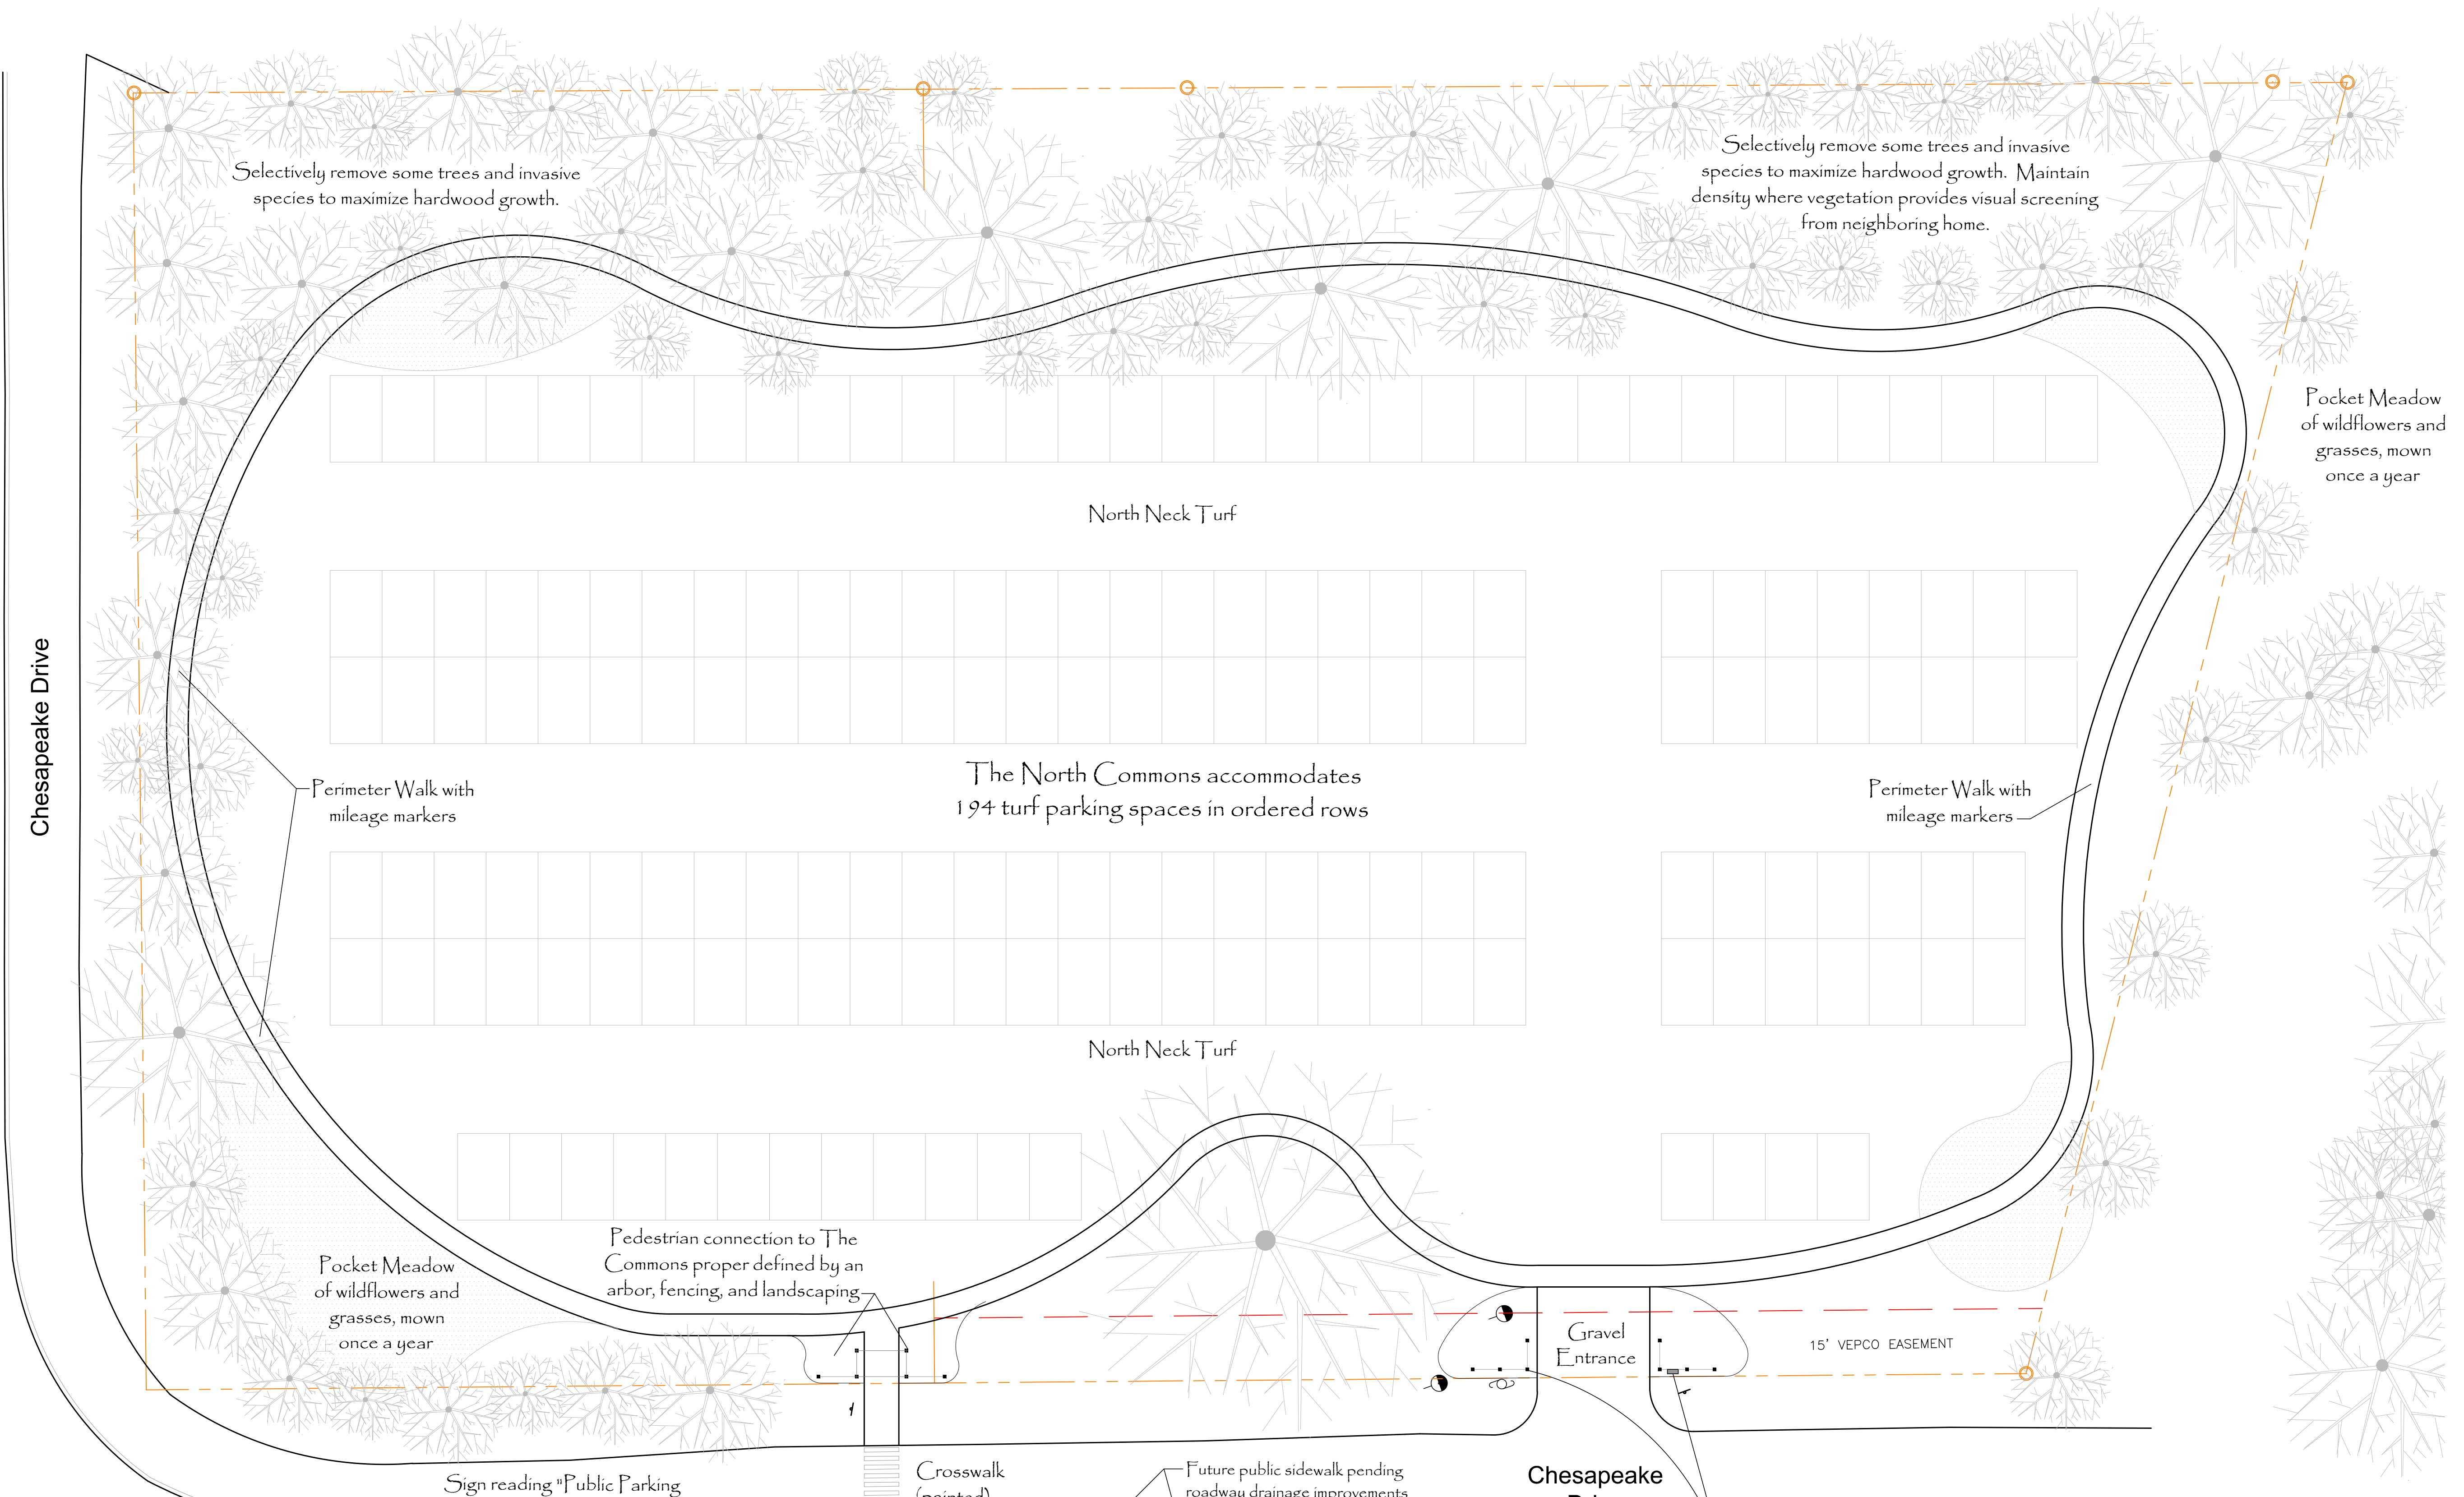 Selectively remove some trees and invasive
species to maximize hardwood growth.
Selectively remove some trees and invasive
species to maximize hardwood growth. Maintain
density where vegetation provides visual screening
from neighboring home.
Pocket Meadow
of wildflowers and
grasses, mown
once a year
North Neck Turf
Chesapeake Drive
Perimeter Walk with
mileage markers
The North Commons accommodates
194 turf parking spaces in ordered rows
Perimeter Walk with
mileage markers
North Neck Turf
Pedestrian connection to The
Commons proper defined by an
arbor, fencing, and landscaping
Pocket Meadow
of wildflowers and
grasses, mown
once a year
Gravel
Entrance
15' VEPCO EASEMENT
Sign reading "Public Parking
Crosswalk
(painted)
Future public sidewalk pending
roadway drainage improvements
Chesapeake